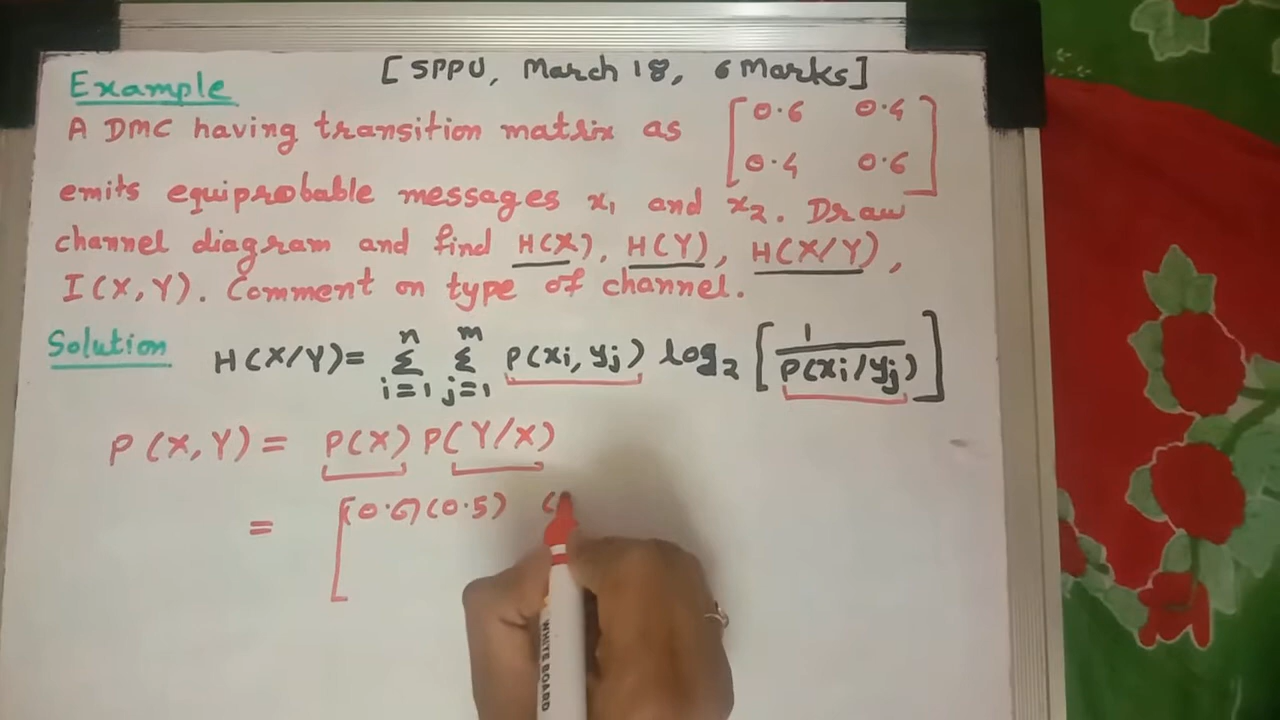 [SPPU, March 18, 6 Marks]
Example
A DMC having transition matrix as [0.6 0.4
0.4 0.6]
emits equiprobable messages x₁ and x₂. Draw
channel diagram and find H(X), H(Y), H(X/Y),
I(X,Y). Comment on type of channel.
Solution H(X/Y)= n∑i=1 m∑j=1 P(xi, yj) log₂ [1/P(xi/yj)]
P(X,Y) = P(X) P(Y/X)
= [(0.6)(0.5) (
WHITE BOARD